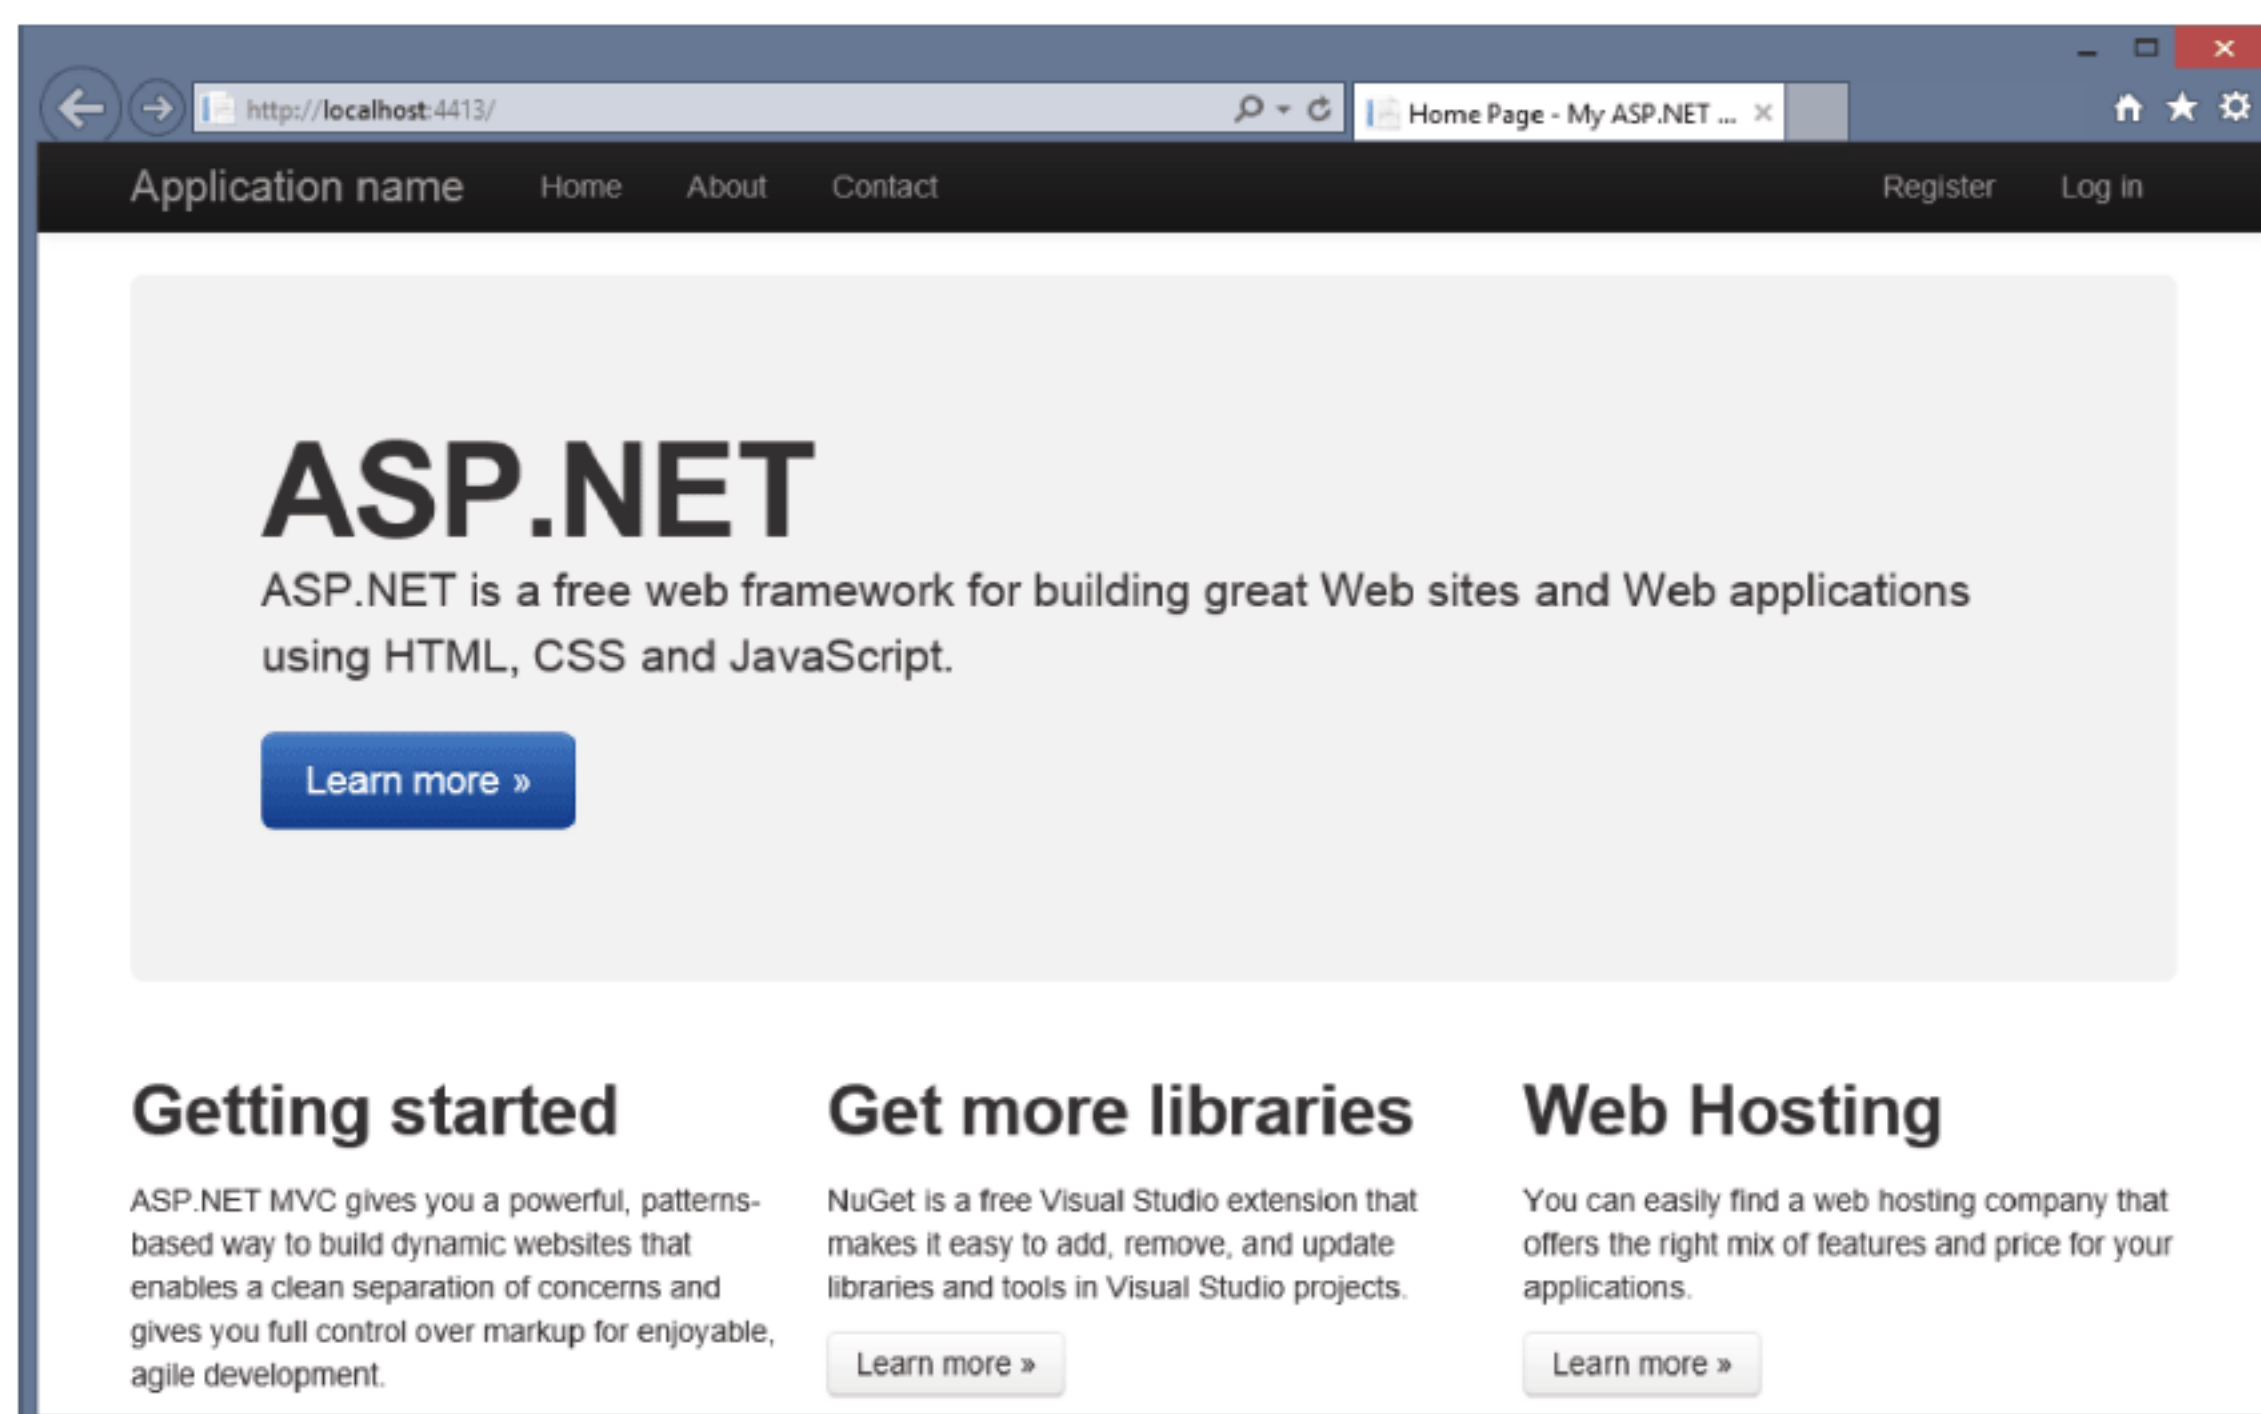 http://localhost:4413/
Home Page - My ASP.NET ...
Application name Home About Contact Register Log in
ASP.NET
ASP.NET is a free web framework for building great Web sites and Web applications
using HTML, CSS and JavaScript.
Learn more »
Getting started
ASP.NET MVC gives you a powerful, patterns-
based way to build dynamic websites that
enables a clean separation of concerns and
gives you full control over markup for enjoyable,
agile development.
Get more libraries
NuGet is a free Visual Studio extension that
makes it easy to add, remove, and update
libraries and tools in Visual Studio projects.
Learn more »
Web Hosting
You can easily find a web hosting company that
offers the right mix of features and price for your
applications.
Learn more »